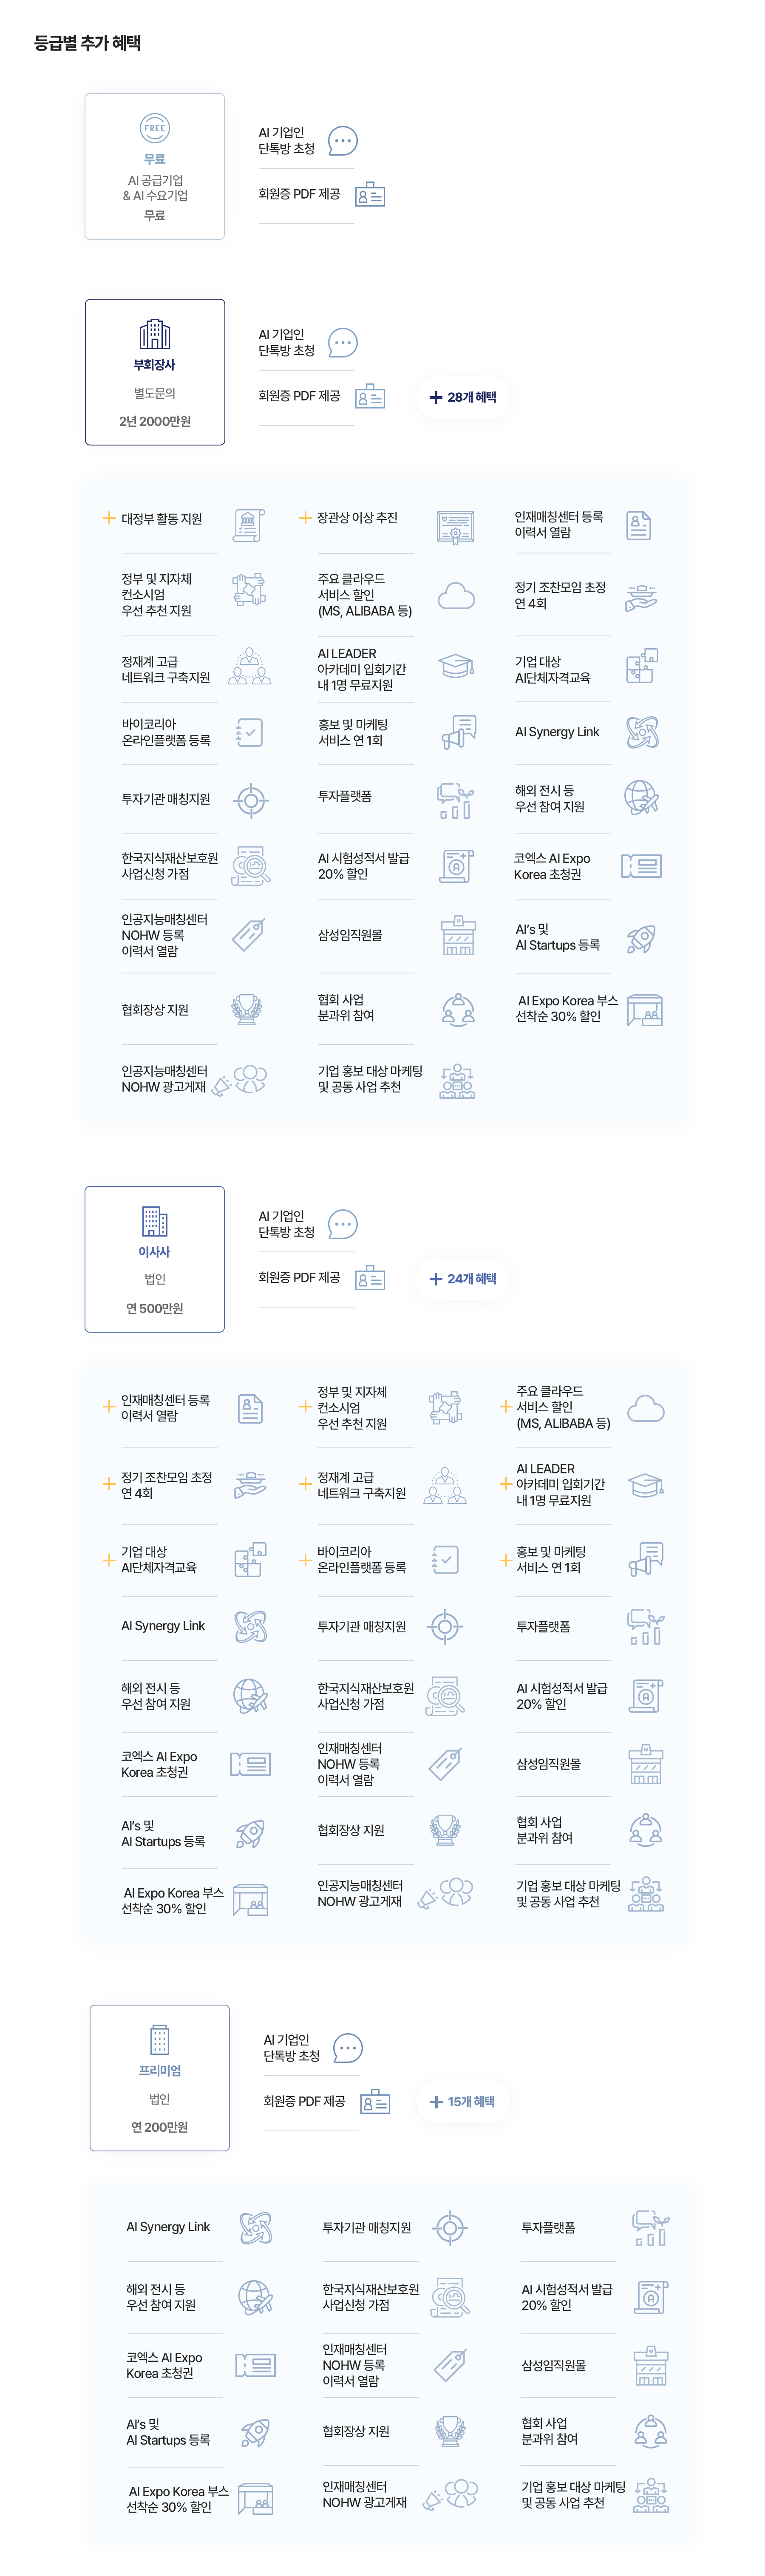 등급별 추가 혜택
FREE
무료
AI 공급기업
& AI 수요기업
무료
AI 기업인
단톡방 초청
회원증 PDF 제공
부회장사
별도문의
2년 2000만원
AI 기업인
단톡방 초청
회원증 PDF 제공
+ 28개 혜택
+ 대정부 활동 지원
+ 장관상 이상 추진
인재매칭센터 등록
이력서 열람
정부 및 지자체
컨소시엄
우선 추천 지원
주요 클라우드
서비스 할인
(MS, ALIBABA 등)
정기 조찬모임 초정
연 4회
정재계 고급
네트워크 구축지원
AI LEADER
아카데미 입회기간
내 1명 무료지원
기업 대상
AI단체자격교육
바이코리아
온라인플랫폼 등록
홍보 및 마케팅
서비스 연 1회
AI Synergy Link
투자기관 매칭지원
투자플랫폼
해외 전시 등
우선 참여 지원
한국지식재산보호원
사업신청 가점
AI 시험성적서 발급
20% 할인
코엑스 AI Expo
Korea 초청권
인공지능매칭센터
NOHW 등록
이력서 열람
삼성임직원몰
AI's 및
AI Startups 등록
협회장상 지원
협회 사업
분과위 참여
AI Expo Korea 부스
선착순 30% 할인
인공지능매칭센터
NOHW 광고게재
기업 홍보 대상 마케팅
및 공동 사업 추천
이사사
법인
연 500만원
AI 기업인
단톡방 초청
회원증 PDF 제공
+ 24개 혜택
+ 인재매칭센터 등록
이력서 열람
+ 정부 및 지자체
컨소시엄
우선 추천 지원
+ 주요 클라우드
서비스 할인
(MS, ALIBABA 등)
+ 정기 조찬모임 초정
연 4회
+ 정재계 고급
네트워크 구축지원
+ AI LEADER
아카데미 입회기간
내 1명 무료지원
+ 기업 대상
AI단체자격교육
+ 바이코리아
온라인플랫폼 등록
+ 홍보 및 마케팅
서비스 연 1회
AI Synergy Link
투자기관 매칭지원
투자플랫폼
해외 전시 등
우선 참여 지원
한국지식재산보호원
사업신청 가점
AI 시험성적서 발급
20% 할인
코엑스 AI Expo
Korea 초청권
인재매칭센터
NOHW 등록
이력서 열람
삼성임직원몰
AI's 및
AI Startups 등록
협회장상 지원
협회 사업
분과위 참여
AI Expo Korea 부스
선착순 30% 할인
인공지능매칭센터
NOHW 광고게재
기업 홍보 대상 마케팅
및 공동 사업 추천
프리미엄
법인
연 200만원
AI 기업인
단톡방 초청
회원증 PDF 제공
+ 15개 혜택
AI Synergy Link
투자기관 매칭지원
투자플랫폼
해외 전시 등
우선 참여 지원
한국지식재산보호원
사업신청 가점
AI 시험성적서 발급
20% 할인
코엑스 AI Expo
Korea 초청권
인재매칭센터
NOHW 등록
이력서 열람
삼성임직원몰
AI's 및
AI Startups 등록
협회장상 지원
협회 사업
분과위 참여
AI Expo Korea 부스
선착순 30% 할인
인재매칭센터
NOHW 광고게재
기업 홍보 대상 마케팅
및 공동 사업 추천